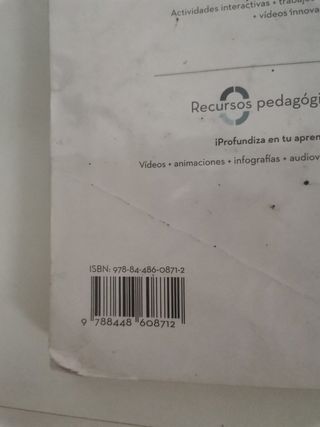 Actividades interactivas • trabajos
• vídeos innova
Recursos pedagógi
¡Profundiza en tu apren
Vídeos • animaciones • infografías • audiov
ISBN: 978-84-486-0871-2
9 788448 608712